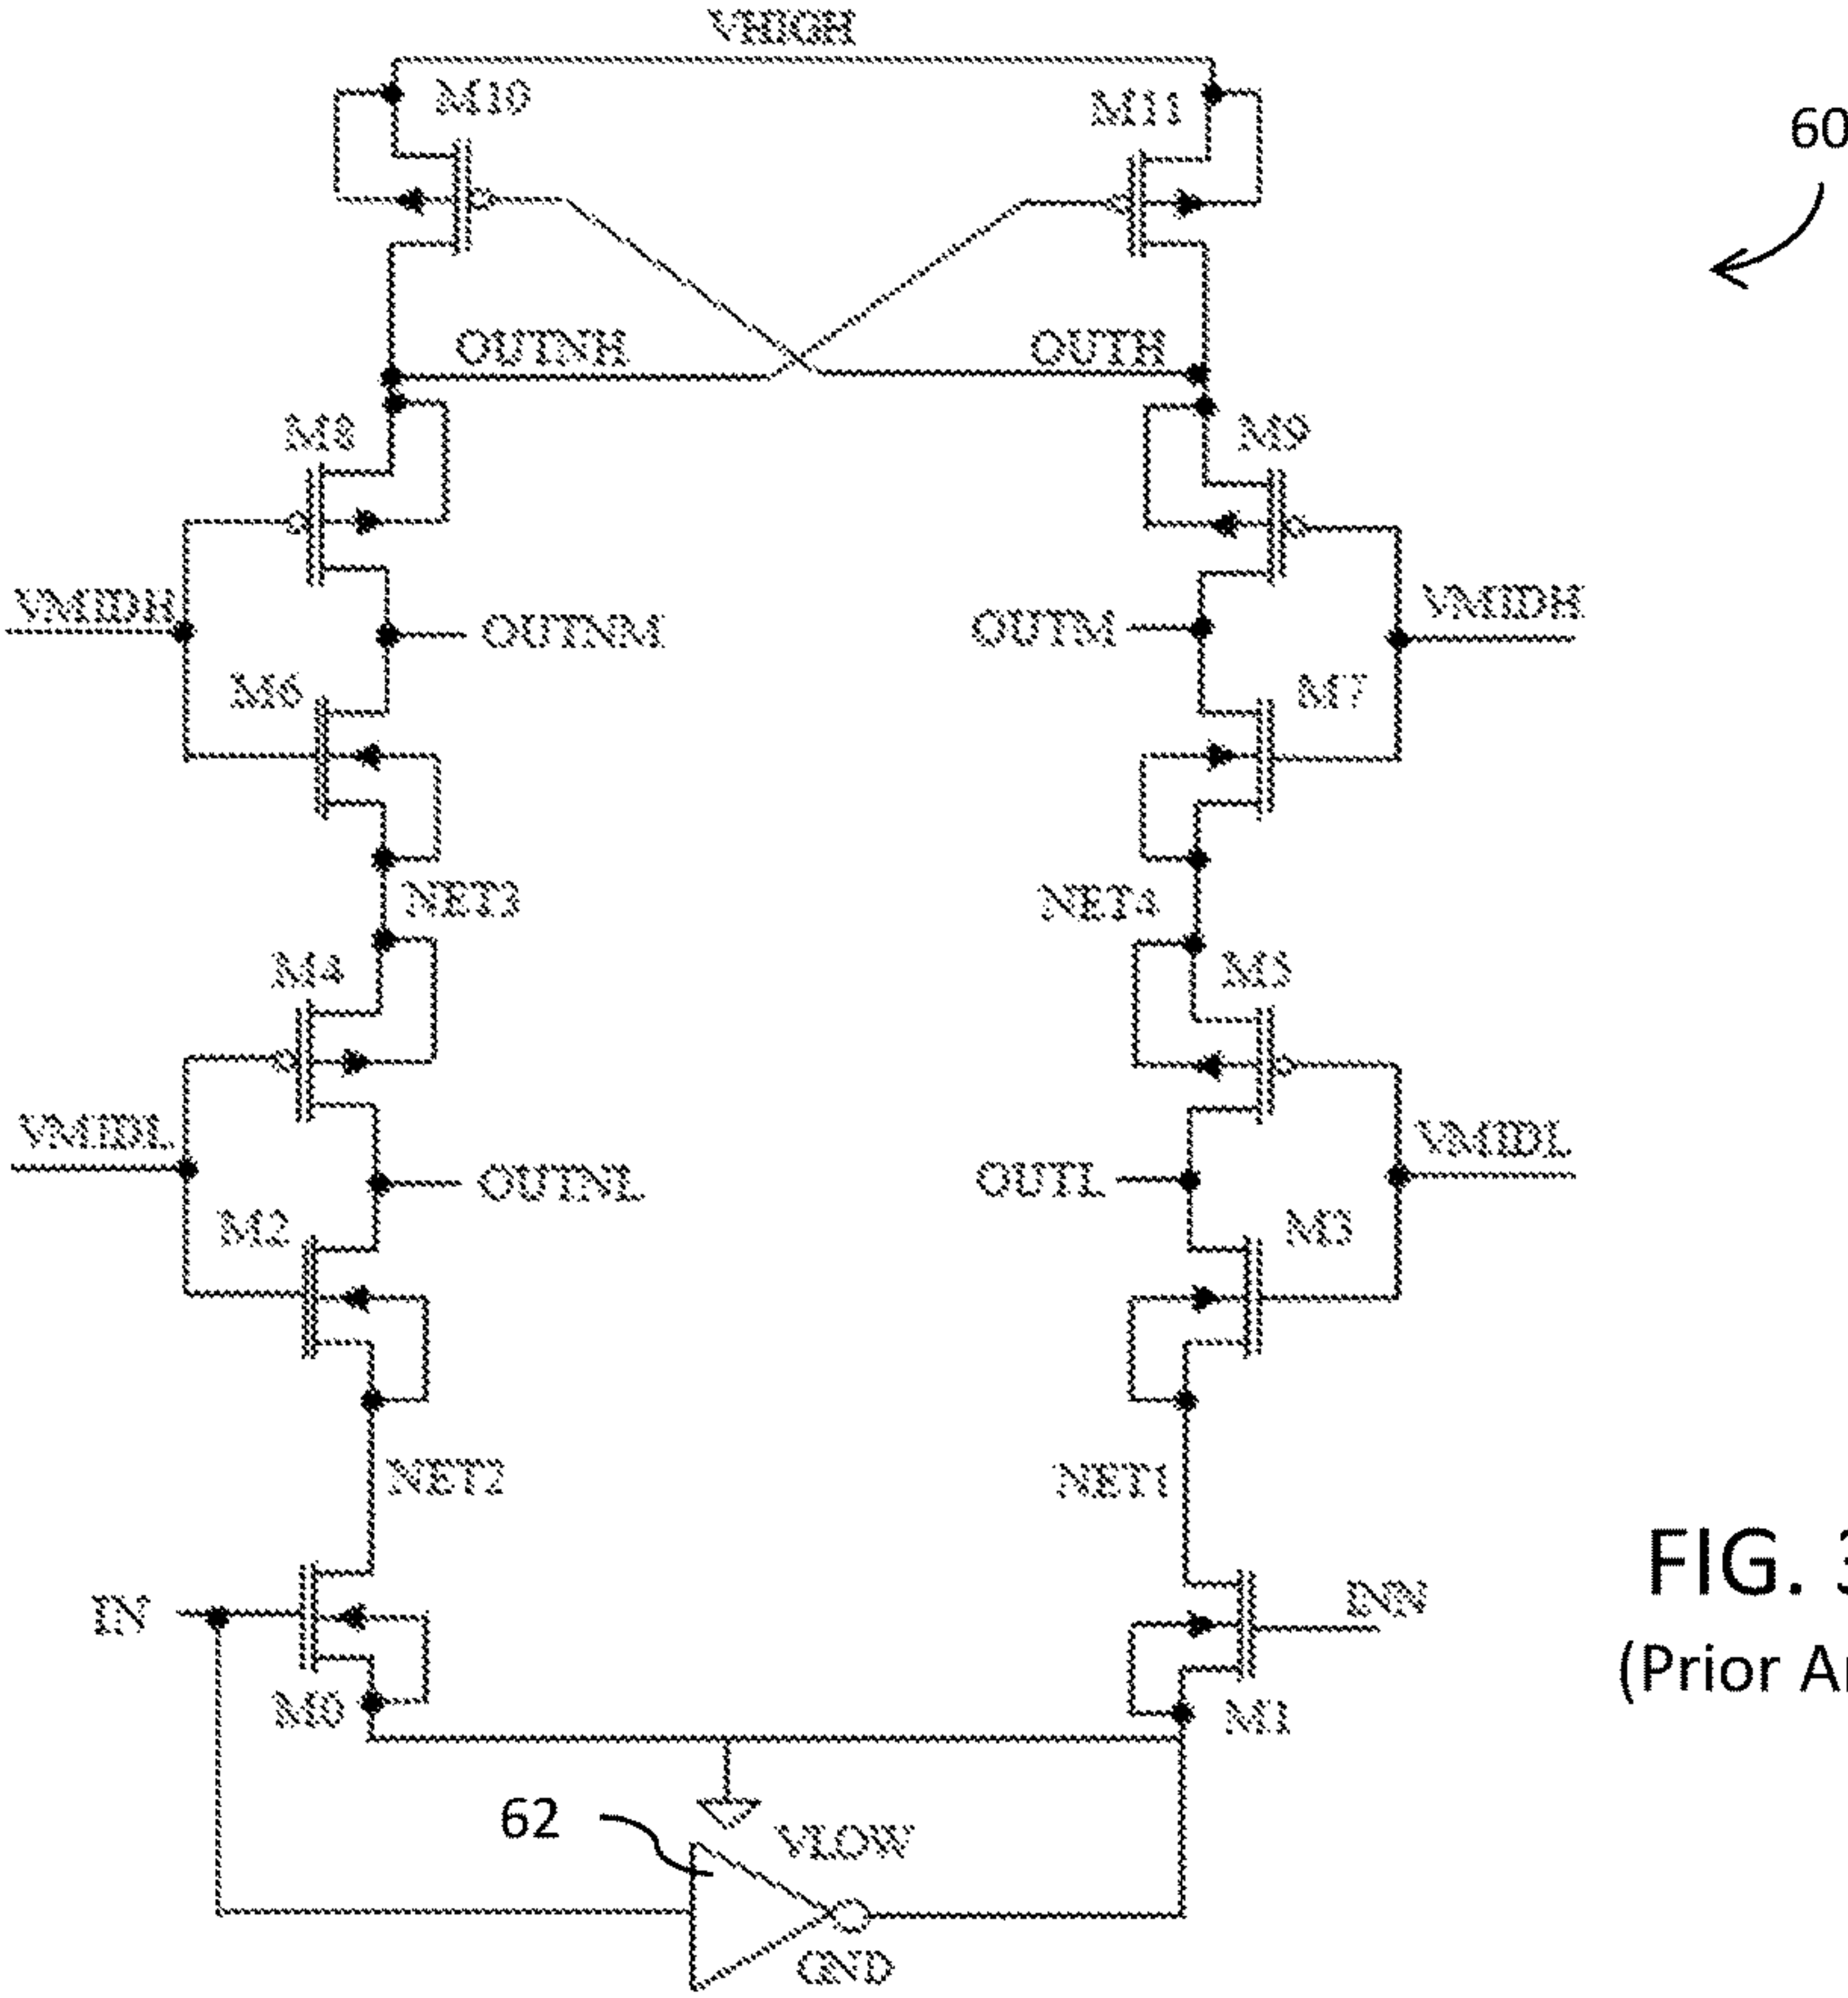 VHIGH
M10
M11
60
OUTNH
OUTH
M8
M9
VMIDH
OUTNM
OUTM
VMIDH
M6
M7
NET3
NET4
M4
M5
VMIDL
OUTNL
OUTL
VMIDL
M2
M3
NET2
NET1
FIG. 3
IN
INN
(Prior Ar
M0
M1
62
VLOW
GND